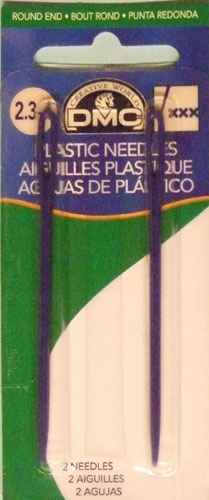 ROUND END - BOUT ROND - PUNTA REDONDA
2.3
CREATIVE WORLD
DMC
xxx
PLASTIC NEEDLES
AIGUILLES PLASTIQUE
AGUJAS DE PLÁSTICO
2 NEEDLES
2 AIGUILLES
2 AGUJAS